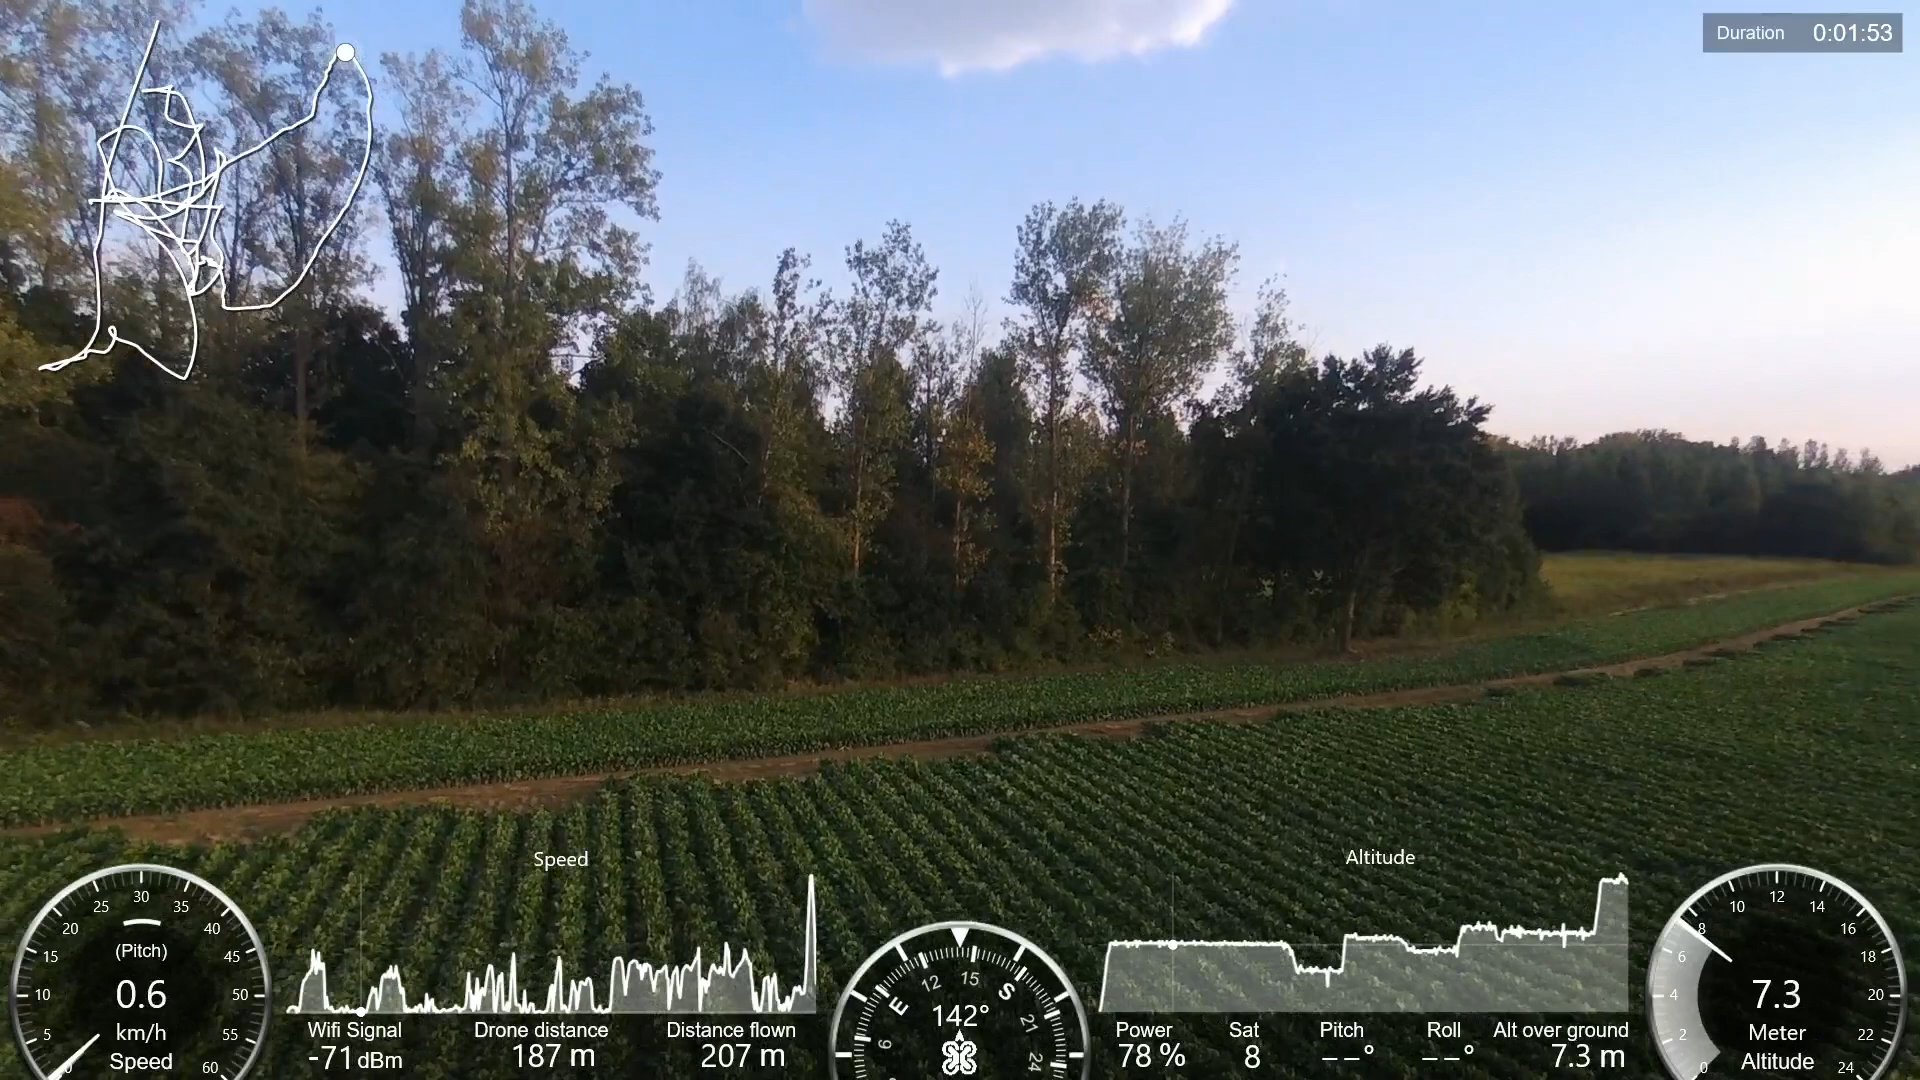 Duration 0:01:53
Speed
Altitude
30
25 35
20 40
15 45
10 50
5 55
0 60
(Pitch)
0.6
km/h
Speed
Wifi Signal Drone distance Distance flown
-71 dBm 187 m 207 m
6 E 12 15 S 21 24
142°
Power Sat Pitch Roll Alt over ground
78 % 8 --° --° 7.3 m
12
10 14
8 16
6 18
4 20
2 22
0 24
7.3
Meter
Altitude